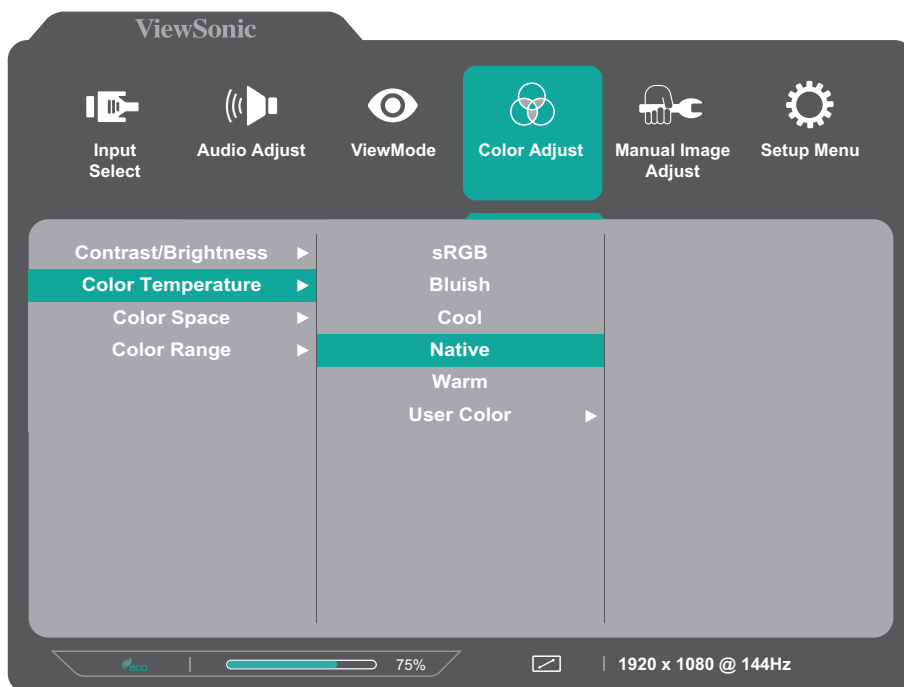 ViewSonic
Input Select
Audio Adjust
ViewMode
Color Adjust
Manual Image Adjust
Setup Menu
Contrast/Brightness
Color Temperature
Color Space
Color Range
sRGB
Bluish
Cool
Native
Warm
User Color
eco
75%
1920 x 1080 @ 144Hz